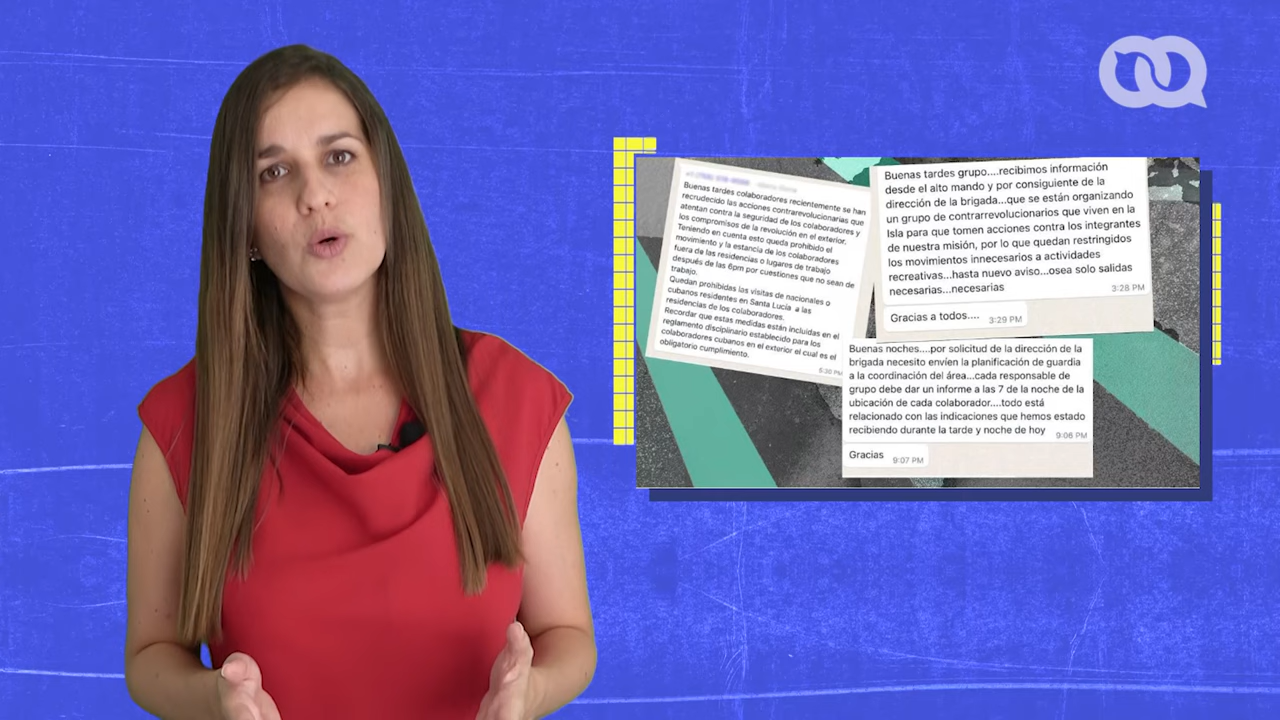 Buenas tardes colaboradores recientemente se han
recrudecido las acciones contrarevolucionarias que
atentan contra la seguridad de los colaboradores y
los compromisos de la revolución en el exterior.
Teniendo en cuenta esto queda prohibido el
movimiento y la estancia de los colaboradores
fuera de las residencias o lugares de trabajo
después de las 6pm por cuestiones que no sean de
trabajo.
Quedan prohibidas las visitas de nacionales o
cubanos residentes en Santa Lucía a las
residencias de los colaboradores.
Recordar que estas medidas están incluidas en el
reglamento disciplinario establecido para los
colaboradores cubanos en el exterior el cual es el
obligatorio cumplimiento.
6:30 PM
Buenas tardes grupo....recibimos información
desde el alto mando y por consiguiente de la
dirección de la brigada...que se están organizando
un grupo de contrarrevolucionarios que viven en la
Isla para que tomen acciones contra los integrantes
de nuestra misión, por lo que quedan restringidos
los movimientos innecesarios a actividades
recreativas...hasta nuevo aviso...osea solo salidas
necesarias...necesarias
3:28 PM
Gracias a todos.... 3:29 PM
Buenas noches....por solicitud de la dirección de la
brigada necesito envíen la planificación de guardia
a la coordinación del área...cada responsable de
grupo debe dar un informe a las 7 de la noche de la
ubicación de cada colaborador....todo está
relacionado con las indicaciones que hemos estado
recibiendo durante la tarde y noche de hoy
9:06 PM
Gracias 9:07 PM